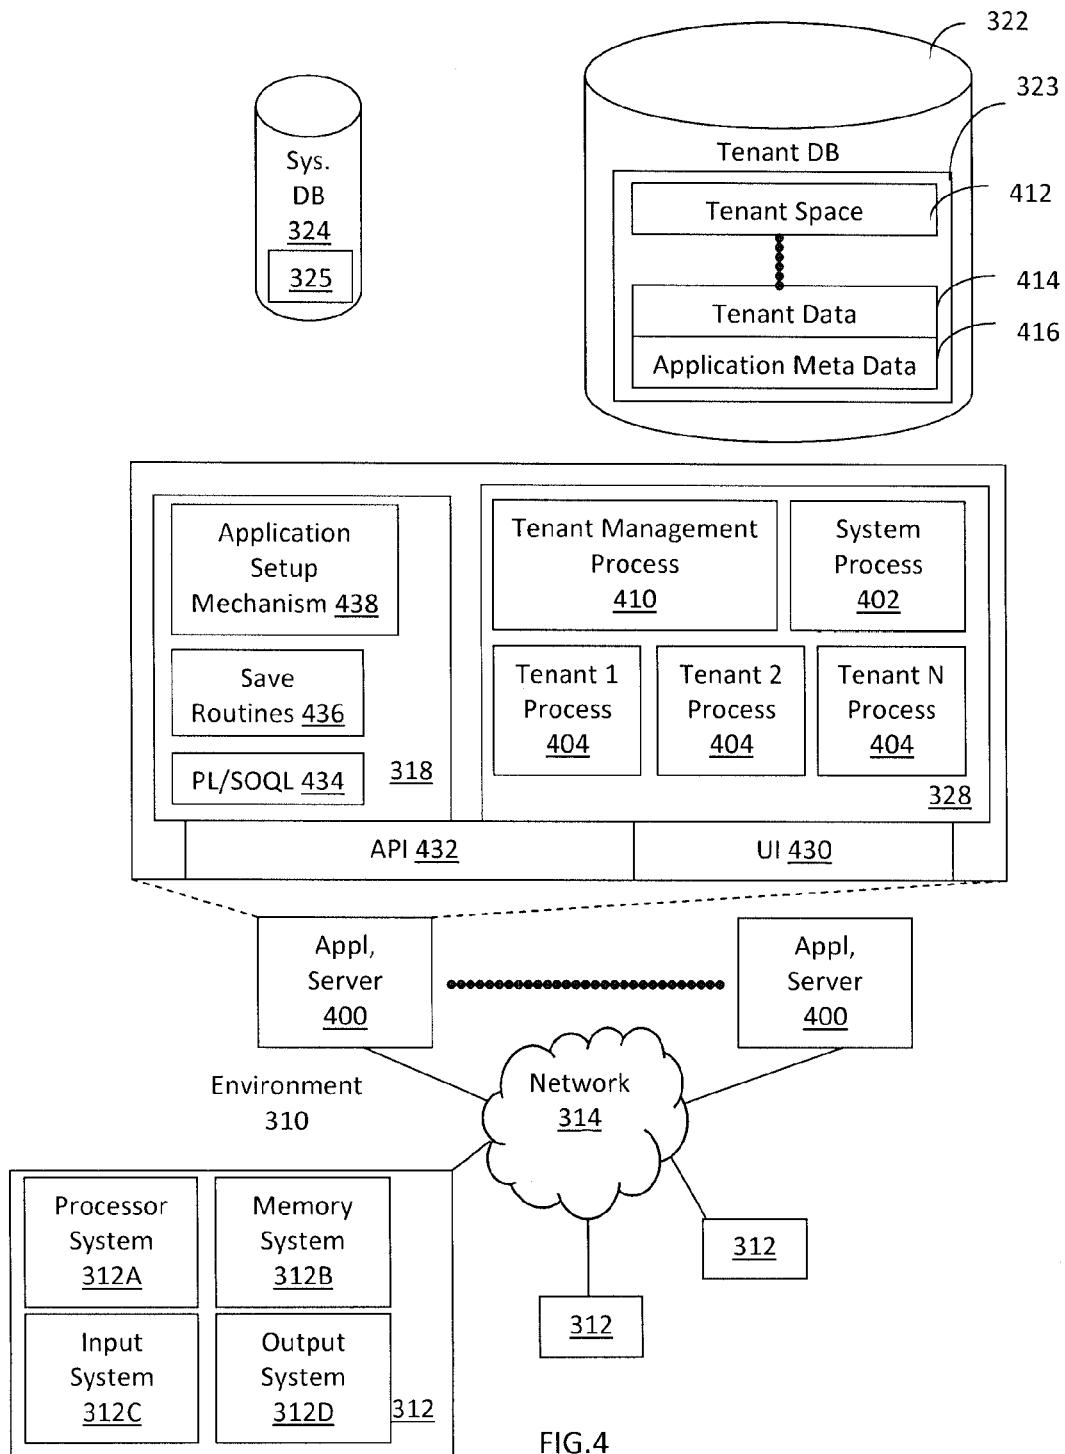 322
323
Tenant DB
Sys.
DB
324
325
Tenant Space
412
414
Tenant Data
416
Application Meta Data
Application
Setup
Mechanism 438
Tenant Management
Process
410
System
Process
402
Save
Routines 436
Tenant 1
Process
404
Tenant 2
Process
404
Tenant N
Process
404
PL/SOQL 434
318
328
API 432
UI 430
Appl,
Server
400
Appl,
Server
400
Environment
310
Network
314
Processor
System
312A
Memory
System
312B
312
312
Input
System
312C
Output
System
312D
312
FIG.4